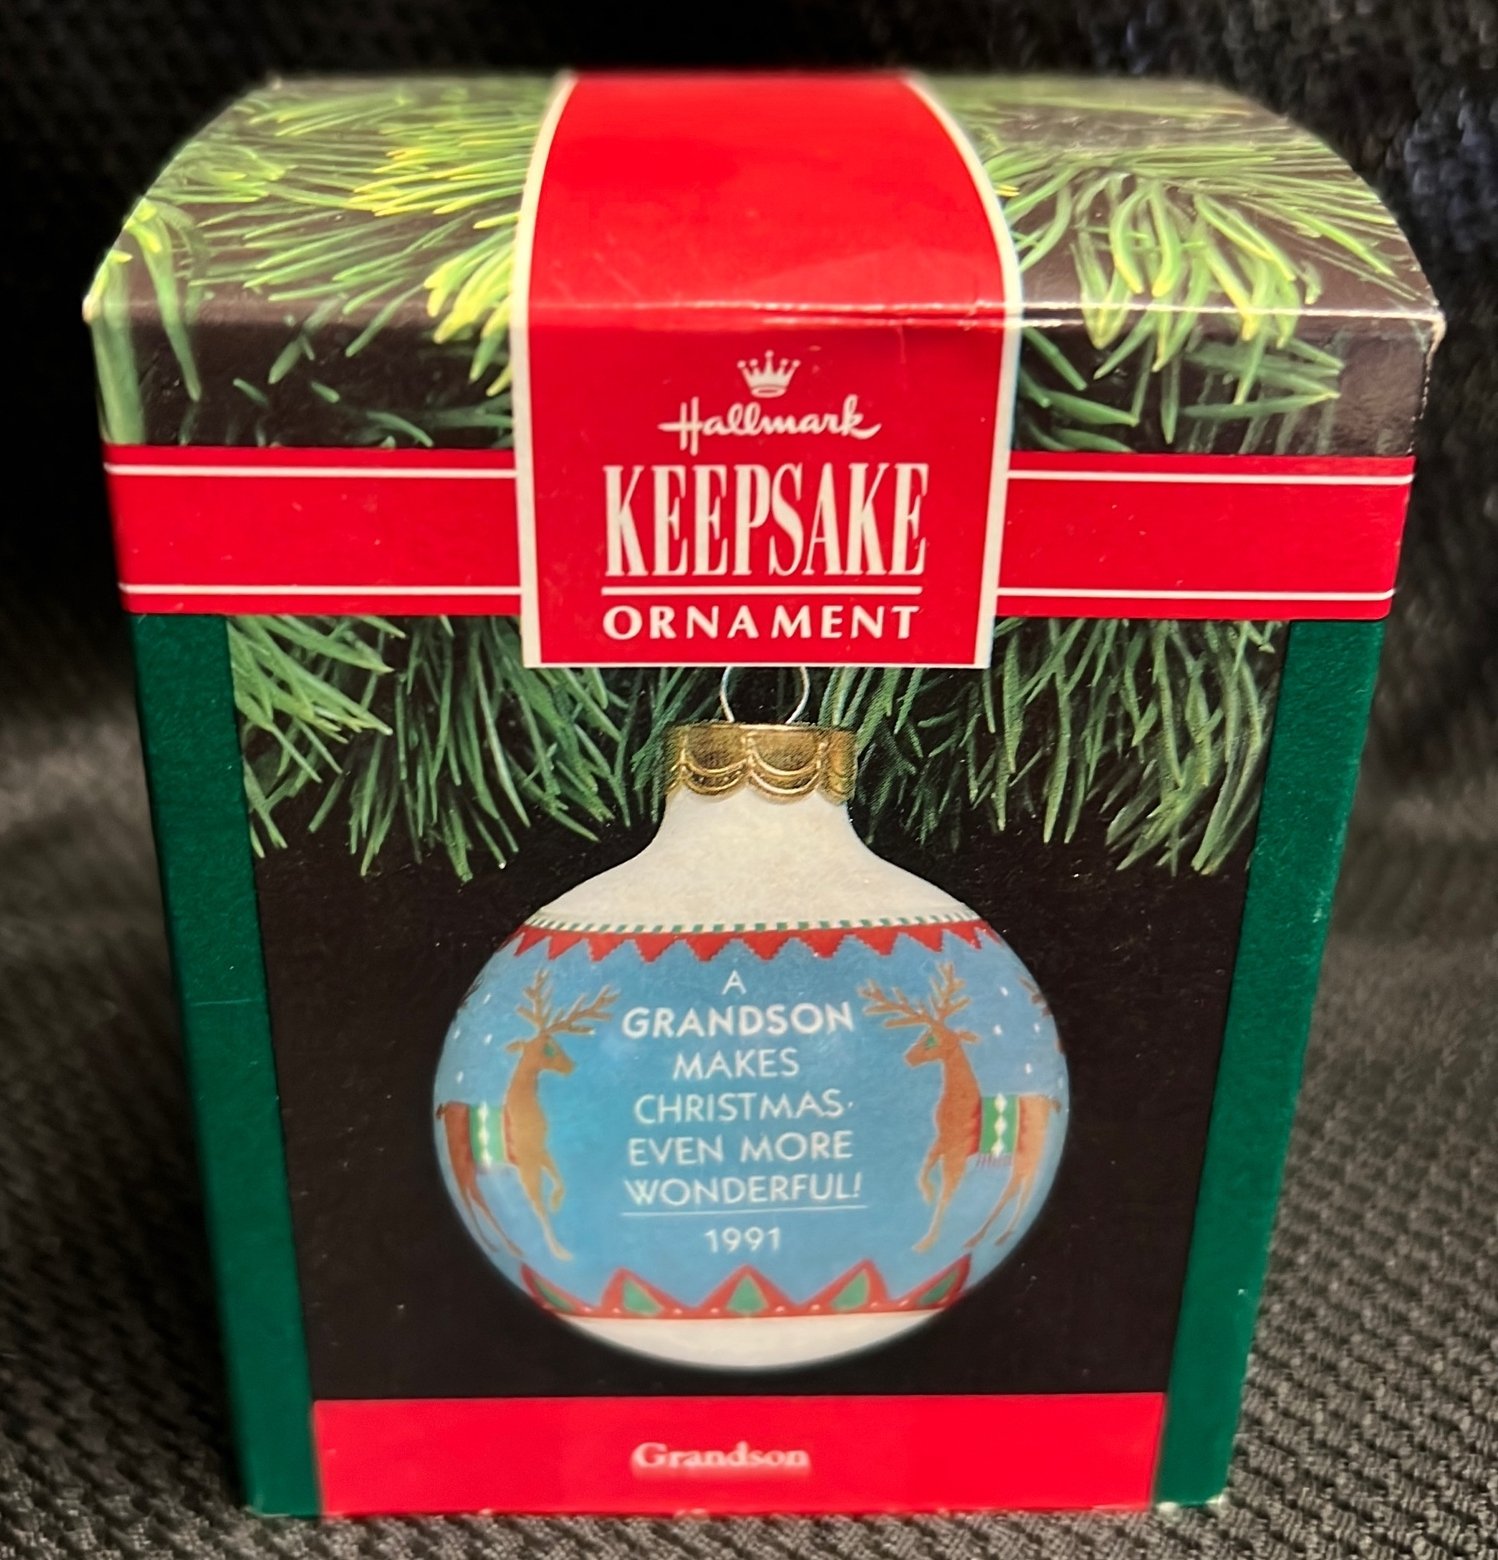 Hallmark
KEEPSAKE
ORNAMENT
A
GRANDSON
MAKES
CHRISTMAS
EVEN MORE
WONDERFUL!
1991
Grandson